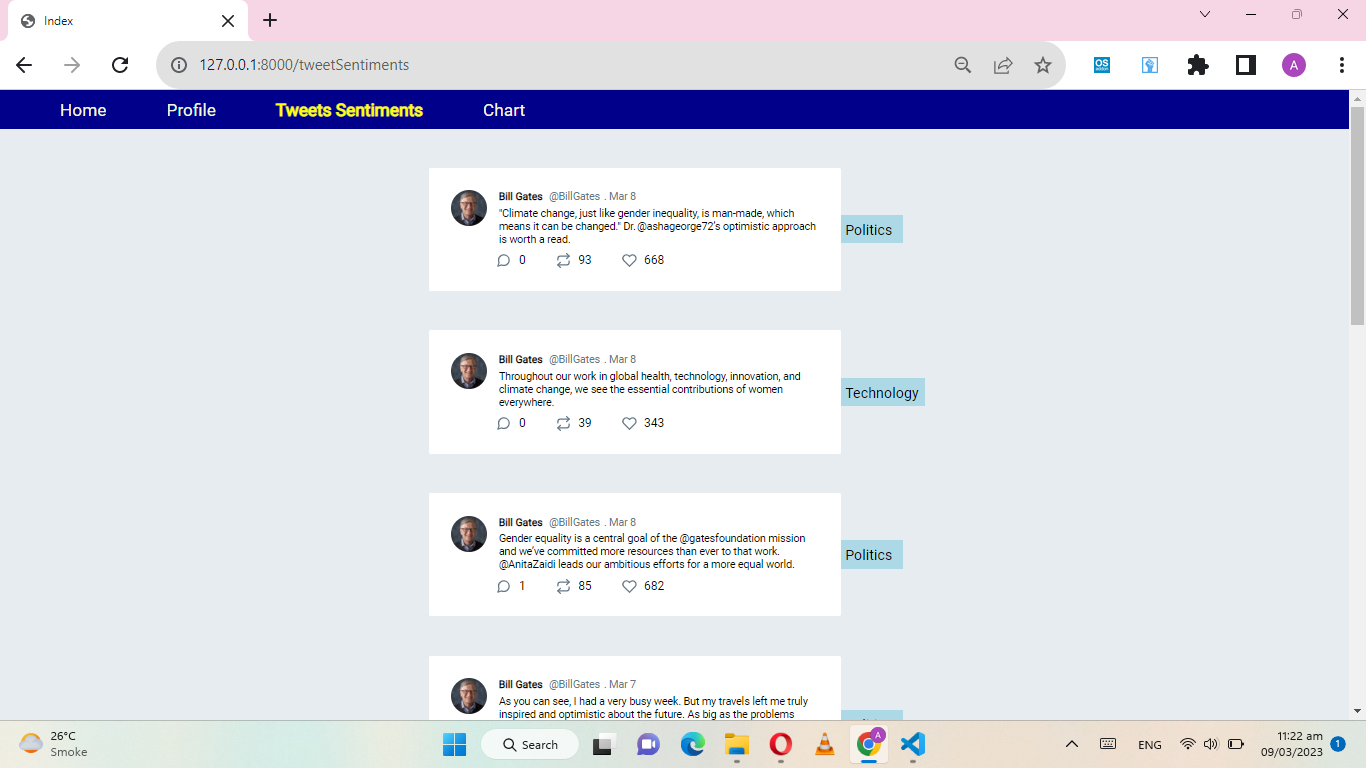 Index
127.0.0.1:8000/tweetSentiments
OS
A
Home Profile Tweets Sentiments Chart
Bill Gates @BillGates . Mar 8
"Climate change, just like gender inequality, is man-made, which
means it can be changed." Dr. @ashageorge72's optimistic approach
is worth a read.
0 93 668
Politics
Bill Gates @BillGates . Mar 8
Throughout our work in global health, technology, innovation, and
climate change, we see the essential contributions of women
everywhere.
0 39 343
Technology
Bill Gates @BillGates . Mar 8
Gender equality is a central goal of the @gatesfoundation mission
and we've committed more resources than ever to that work.
@AnitaZaidi leads our ambitious efforts for a more equal world.
1 85 682
Politics
Bill Gates @BillGates . Mar 7
As you can see, I had a very busy week. But my travels left me truly
inspired and optimistic about the future. As big as the problems
26°C
Smoke
Search
A
ENG
11:22 am
09/03/2023
1